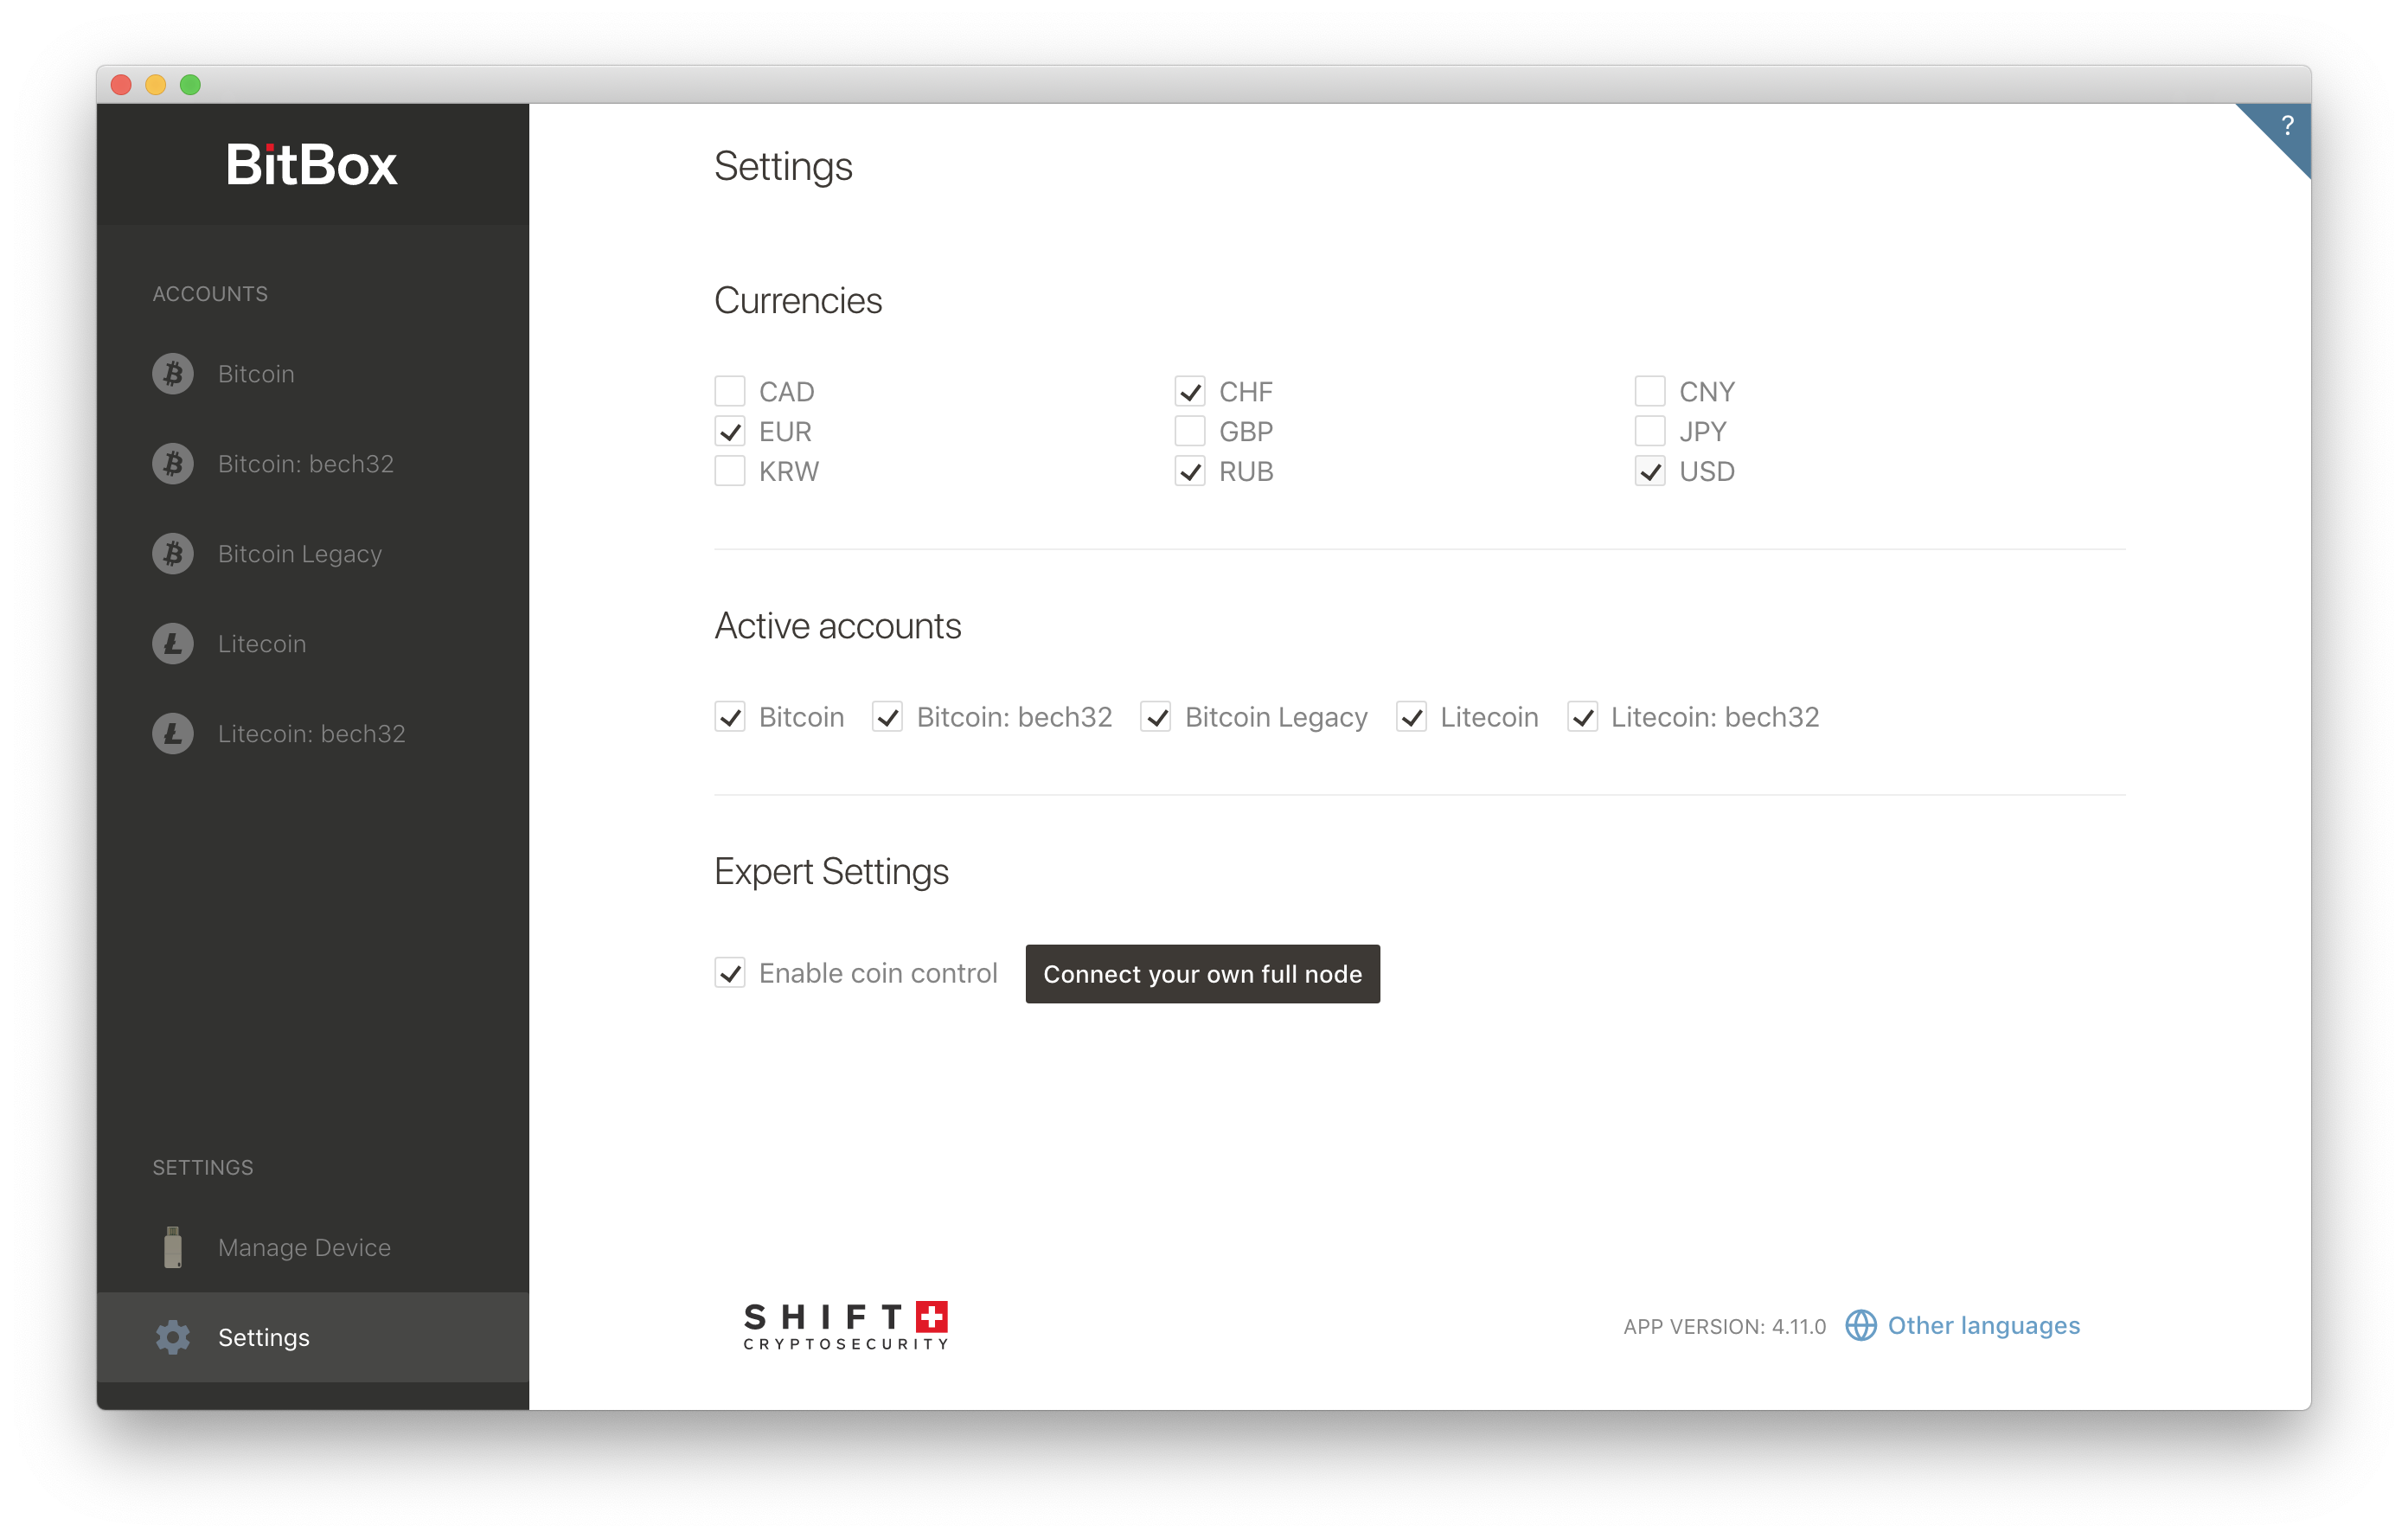 BitBox
ACCOUNTS
Bitcoin
Bitcoin: bech32
Bitcoin Legacy
Litecoin
Litecoin: bech32
SETTINGS
Manage Device
Settings
?
Settings
Currencies
CAD CHF CNY
EUR GBP JPY
KRW RUB USD
Active accounts
Bitcoin Bitcoin: bech32 Bitcoin Legacy Litecoin Litecoin: bech32
Expert Settings
Enable coin control Connect your own full node
SHIFT
CRYPTOSECURITY
APP VERSION: 4.11.0 Other languages